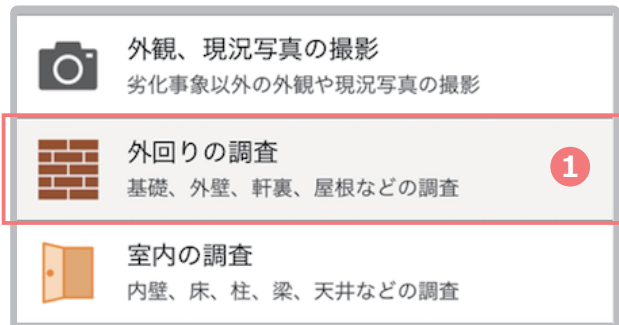 外観、現況写真の撮影
劣化事象以外の外観や現況写真の撮影
外回りの調査
基礎、外壁、軒裏、屋根などの調査
1
室内の調査
内壁、床、柱、梁、天井などの調査